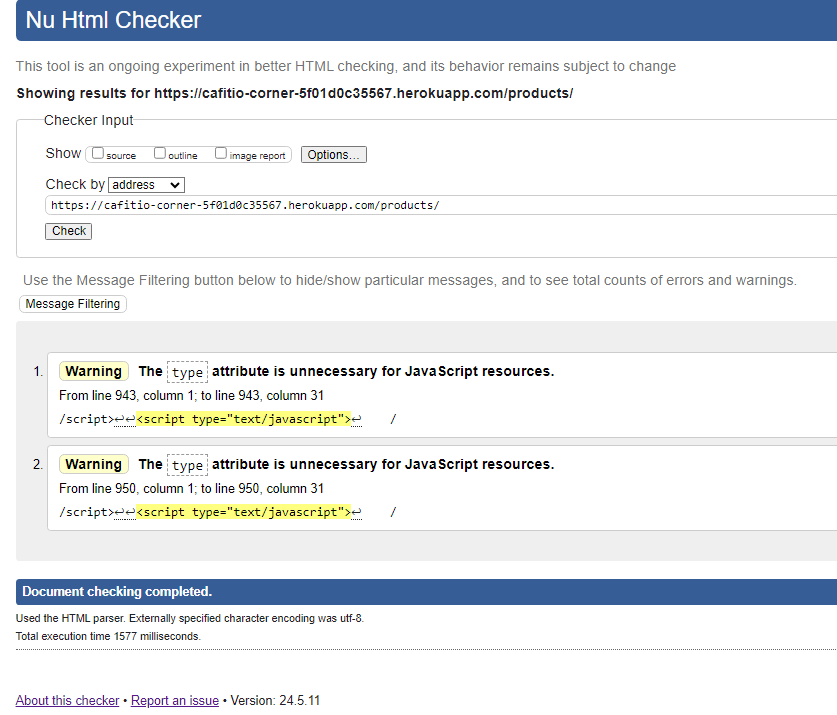 Nu Html Checker
This tool is an ongoing experiment in better HTML checking, and its behavior remains subject to change
Showing results for https://cafitio-corner-5f01d0c35567.herokuapp.com/products/
Checker Input
Show source outline image report Options...
Check by address
https://cafitio-corner-5f01d0c35567.herokuapp.com/products/
Check
Use the Message Filtering button below to hide/show particular messages, and to see total counts of errors and warnings.
Message Filtering
1. Warning The type attribute is unnecessary for JavaScript resources.
From line 943, column 1; to line 943, column 31
/script>↩↩<script type="text/javascript">↩ /
2. Warning The type attribute is unnecessary for JavaScript resources.
From line 950, column 1; to line 950, column 31
/script>↩↩<script type="text/javascript">↩ /
Document checking completed.
Used the HTML parser. Externally specified character encoding was utf-8.
Total execution time 1577 milliseconds.
About this checker • Report an issue • Version: 24.5.11